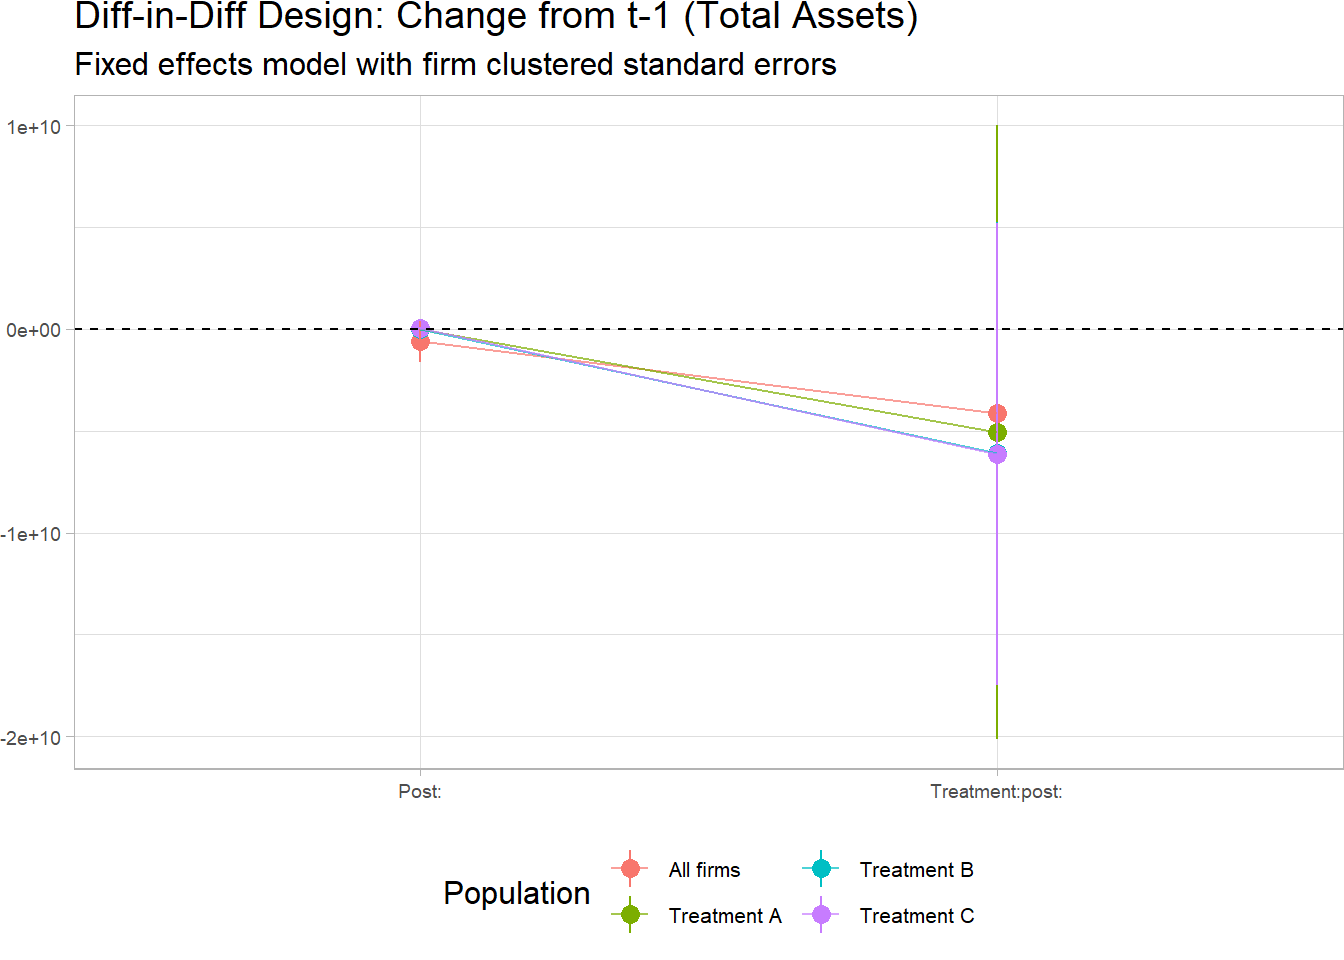 Diff-in-Diff Design: Change from t-1 (Total Assets)
Fixed effects model with firm clustered standard errors
1e+10
0e+00
-1e+10
-2e+10
Post:
Treatment:post:
Population
All firms
Treatment B
Treatment A
Treatment C